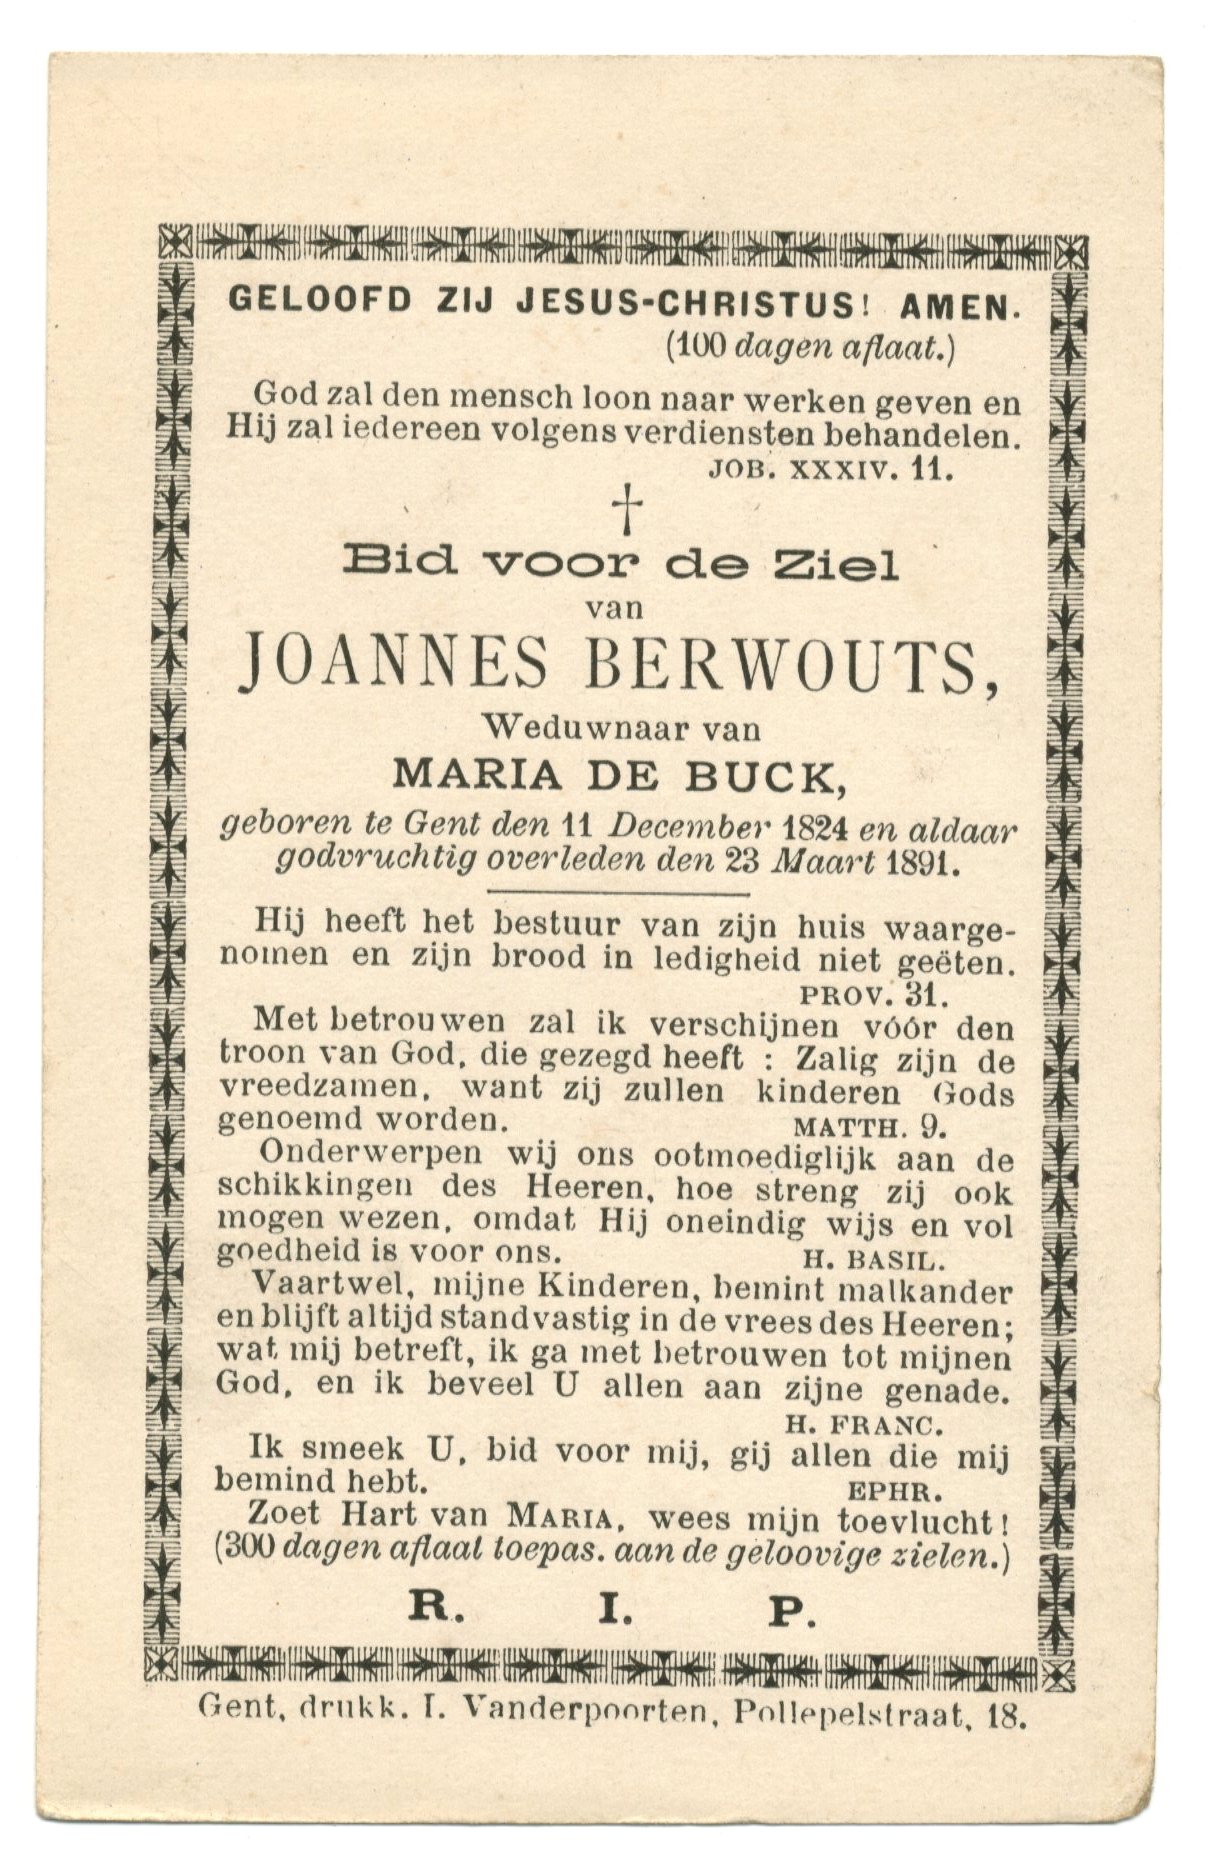 GELOOFD ZIJ JESUS-CHRISTUS! AMEN.
(100 dagen aflaat.)
God zal den mensch loon naar werken geven en
Hij zal iedereen volgens verdiensten behandelen.
JOB. XXXIV. 11.
†
Bid voor de Ziel
van
JOANNES BERWOUTS,
Weduwnaar van
MARIA DE BUCK,
geboren te Gent den 11 December 1824 en aldaar
godvruchtig overleden den 23 Maart 1891.
Hij heeft het bestuur van zijn huis waarge-
nomen en zijn brood in ledigheid niet geëten.
PROV. 31.
Met betrouwen zal ik verschijnen vóór den
troon van God, die gezegd heeft : Zalig zijn de
vreedzamen, want zij zullen kinderen Gods
genoemd worden. MATTH. 9.
Onderwerpen wij ons ootmoediglijk aan de
schikkingen des Heeren, hoe streng zij ook
mogen wezen, omdat Hij oneindig wijs en vol
goedheid is voor ons. H. BASIL.
Vaartwel, mijne Kinderen, bemint malkander
en blijft altijd standvastig in de vrees des Heeren;
wat mij betreft, ik ga met betrouwen tot mijnen
God, en ik beveel U allen aan zijne genade.
H. FRANC.
Ik smeek U, bid voor mij, gij allen die mij
bemind hebt. EPHR.
Zoet Hart van MARIA, wees mijn toevlucht!
(300 dagen aflaat toepas. aan de geloovige zielen.)
R. I. P.
Gent, drukk. I. Vanderpoorten, Pollepelstraat, 18.